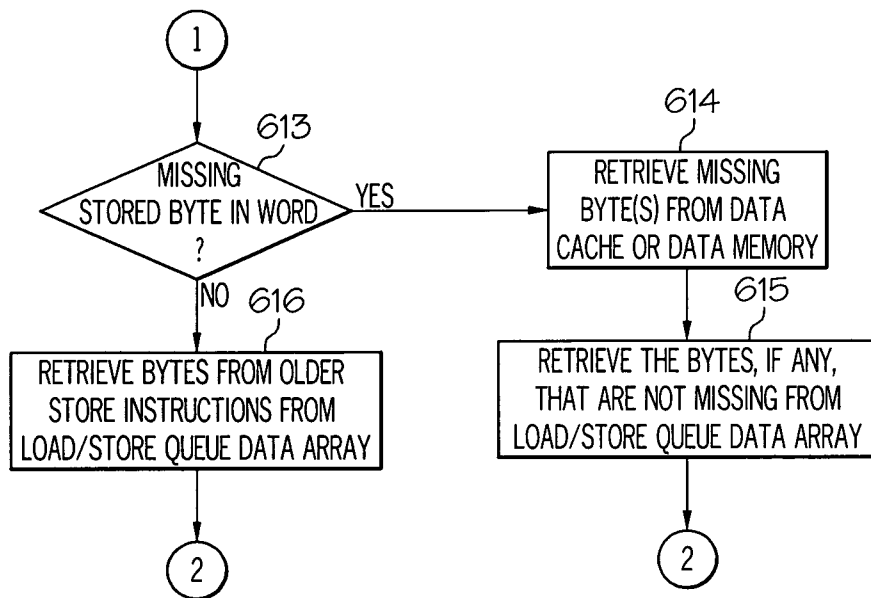 1
613
MISSING
STORED BYTE IN WORD
?
YES
NO
614
RETRIEVE MISSING
BYTE(S) FROM DATA
CACHE OR DATA MEMORY
615
RETRIEVE THE BYTES, IF ANY,
THAT ARE NOT MISSING FROM
LOAD/STORE QUEUE DATA ARRAY
2
616
RETRIEVE BYTES FROM OLDER
STORE INSTRUCTIONS FROM
LOAD/STORE QUEUE DATA ARRAY
2